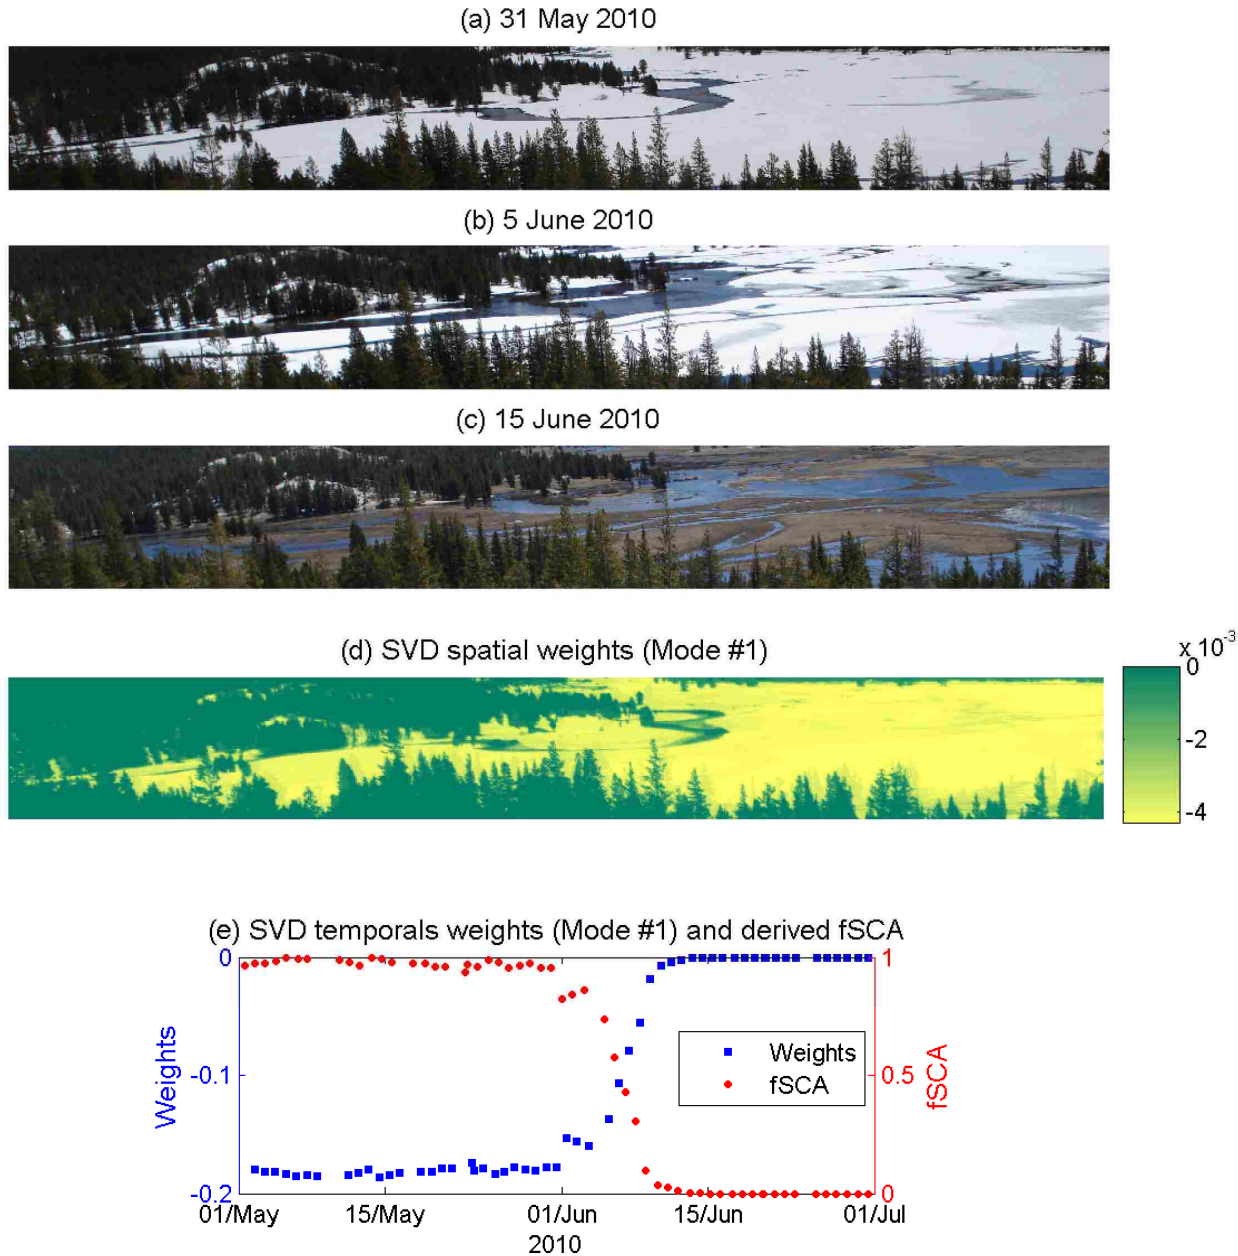 (a) 31 May 2010
(b) 5 June 2010
(c) 15 June 2010
(d) SVD spatial weights (Mode #1)
x 10-3
0
-2
-4
(e) SVD temporals weights (Mode #1) and derived fSCA
0
-0.1
-0.2
Weights
1
0.5
0
fSCA
Weights
fSCA
01/May 15/May 01/Jun 15/Jun 01/Jul
2010